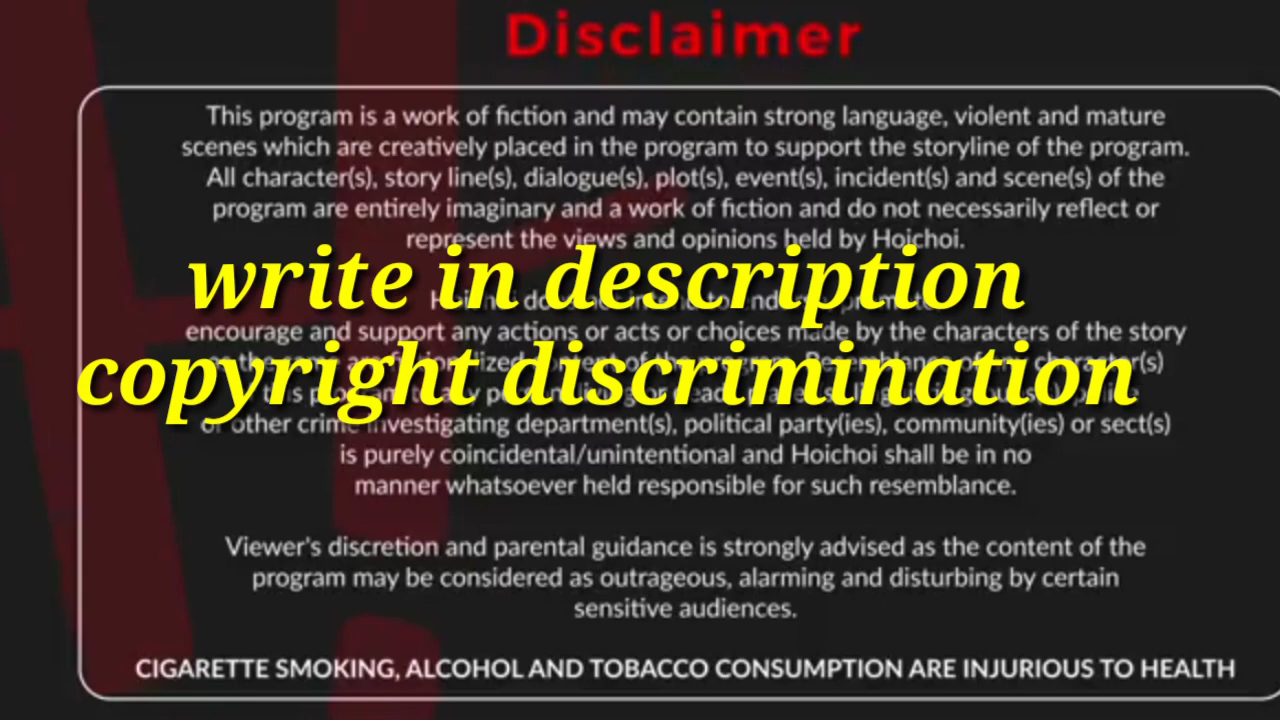 Disclaimer
This program is a work of fiction and may contain strong language, violent and mature
scenes which are creatively placed in the program to support the storyline of the program.
All character(s), story line(s), dialogue(s), plot(s), event(s), incident(s) and scene(s) of the
program are entirely imaginary and a work of fiction and do not necessarily reflect or
represent the views and opinions held by Hoichoi.
write in description
encourage and support any actions or acts or choices made by the characters of the story
copyright discrimination
or other crime investigating department(s), political party(ies), community(ies) or sect(s)
is purely coincidental/unintentional and Hoichoi shall be in no
manner whatsoever held responsible for such resemblance.
Viewer's discretion and parental guidance is strongly advised as the content of the
program may be considered as outrageous, alarming and disturbing by certain
sensitive audiences.
CIGARETTE SMOKING, ALCOHOL AND TOBACCO CONSUMPTION ARE INJURIOUS TO HEALTH